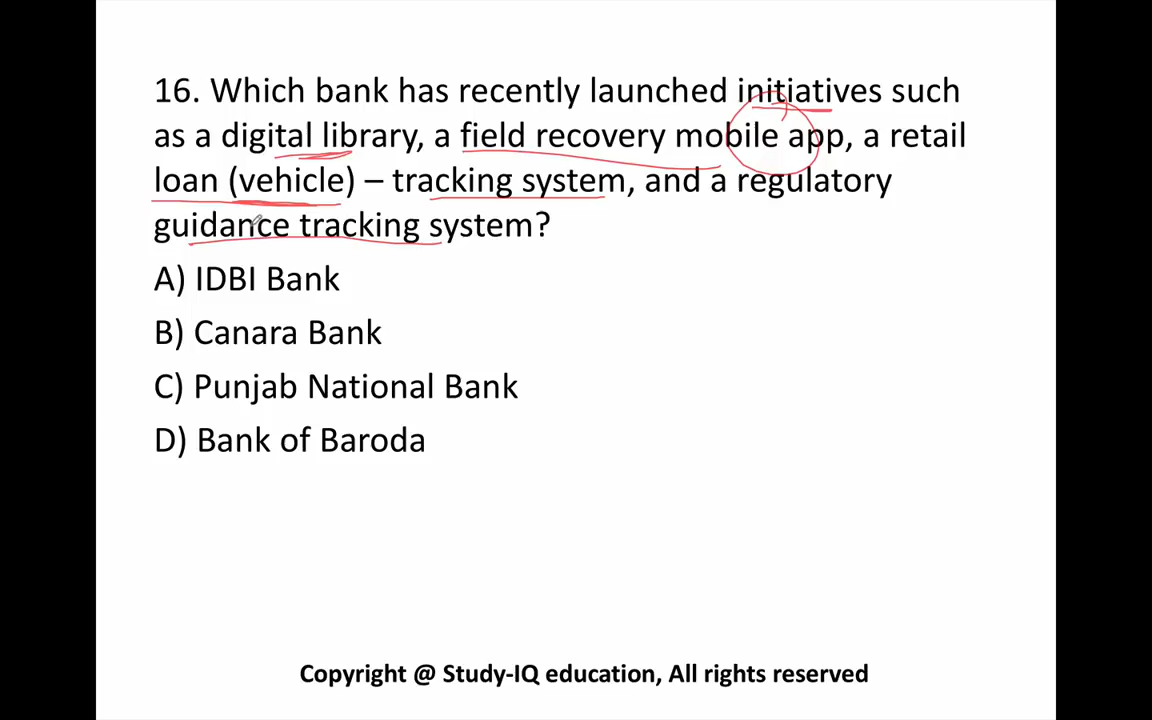 16. Which bank has recently launched initiatives such
as a digital library, a field recovery mobile app, a retail
loan (vehicle) – tracking system, and a regulatory
guidance tracking system?
A) IDBI Bank
B) Canara Bank
C) Punjab National Bank
D) Bank of Baroda
Copyright @ Study-IQ education, All rights reserved